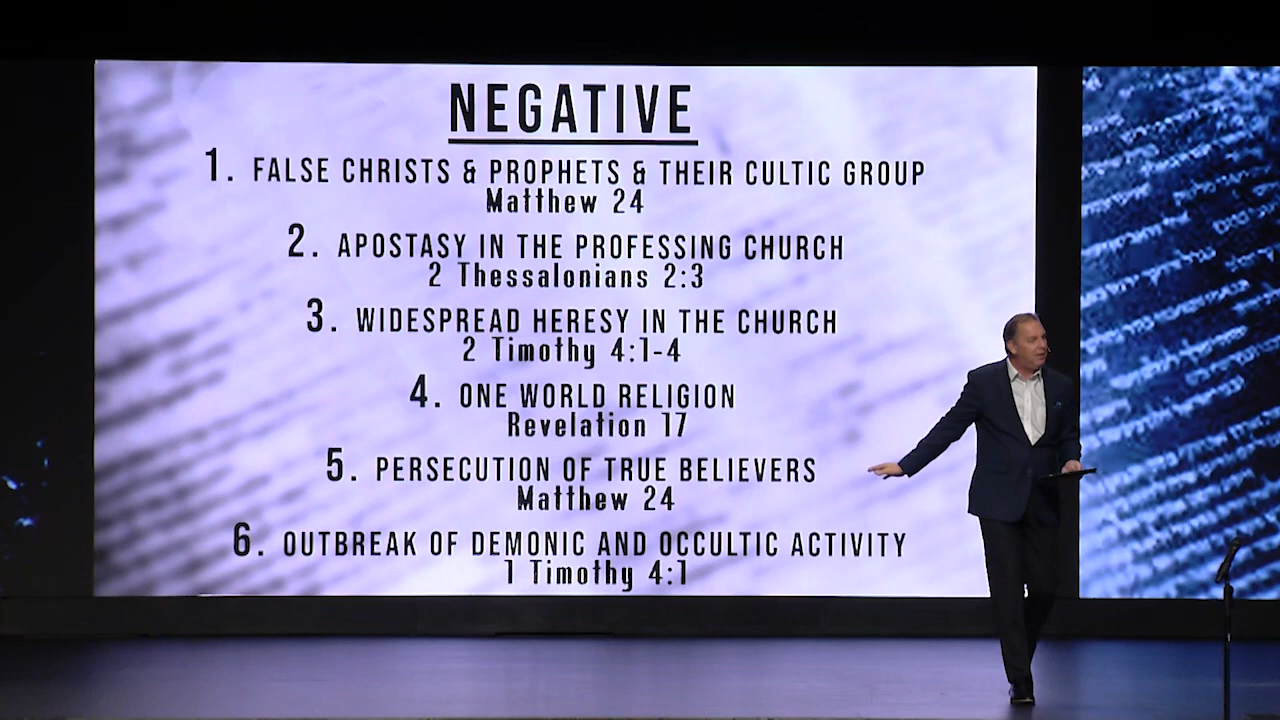 NEGATIVE
1. FALSE CHRISTS & PROPHETS & THEIR CULTIC GROUP
Matthew 24
2. APOSTASY IN THE PROFESSING CHURCH
2 Thessalonians 2:3
3. WIDESPREAD HERESY IN THE CHURCH
2 Timothy 4:1-4
4. ONE WORLD RELIGION
Revelation 17
5. PERSECUTION OF TRUE BELIEVERS
Matthew 24
6. OUTBREAK OF DEMONIC AND OCCULTIC ACTIVITY
1 Timothy 4:1